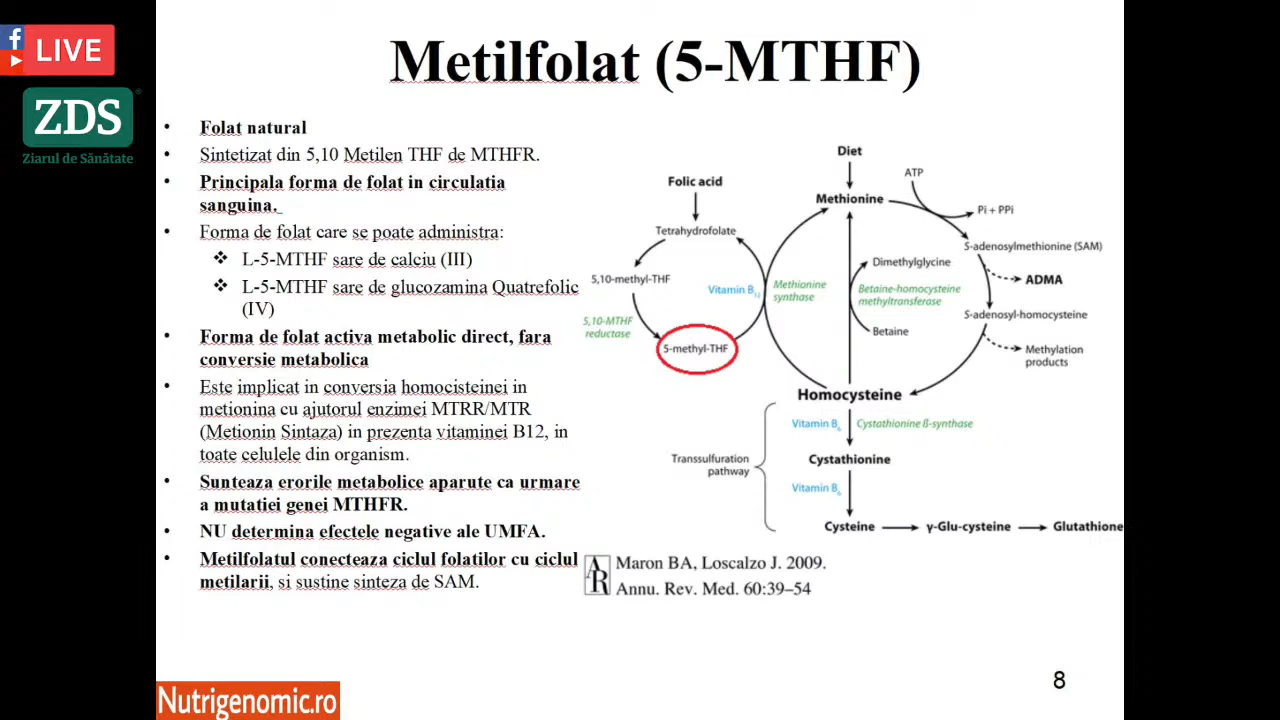 LIVE
ZDS
Ziarul de Sănătate
Metilfolat (5-MTHF)
• Folat natural
• Sintetizat din 5,10 Metilen THF de MTHFR.
• Principala forma de folat in circulatia
sanguina.
• Forma de folat care se poate administra:
❖ L-5-MTHF sare de calciu (III)
❖ L-5-MTHF sare de glucozamina Quatrefolic
(IV)
• Forma de folat activa metabolic direct, fara
conversie metabolica
• Este implicat in conversia homocisteinei in
metionina cu ajutorul enzimei MTRR/MTR
(Metionin Sintaza) in prezenta vitaminei B12, in
toate celulele din organism.
• Sunteaza erorile metabolice aparute ca urmare
a mutatiei genei MTHFR.
• NU determina efectele negative ale UMFA.
• Metilfolatul conecteaza ciclul folatilor cu ciclul
metilarii, si sustine sinteza de SAM.
Diet
Folic acid
ATP
Methionine
Pi + PPi
Tetrahydrofolate
S-adenosylmethionine (SAM)
Dimethylglycine
5,10-methyl-THF
ADMA
Vitamin B12
Methionine
synthase
Betaine-homocysteine
methyltransferase
S-adenosyl-homocysteine
5,10-MTHF
reductase
Betaine
5-methyl-THF
Methylation
products
Homocysteine
Vitamin B6
Cystathionine ß-synthase
Transsulfuration
pathway
Cystathionine
Vitamin B6
Cysteine
γ-Glu-cysteine
Glutathione
AR
Maron BA, Loscalzo J. 2009.
Annu. Rev. Med. 60:39–54
8
Nutrigenomic.ro